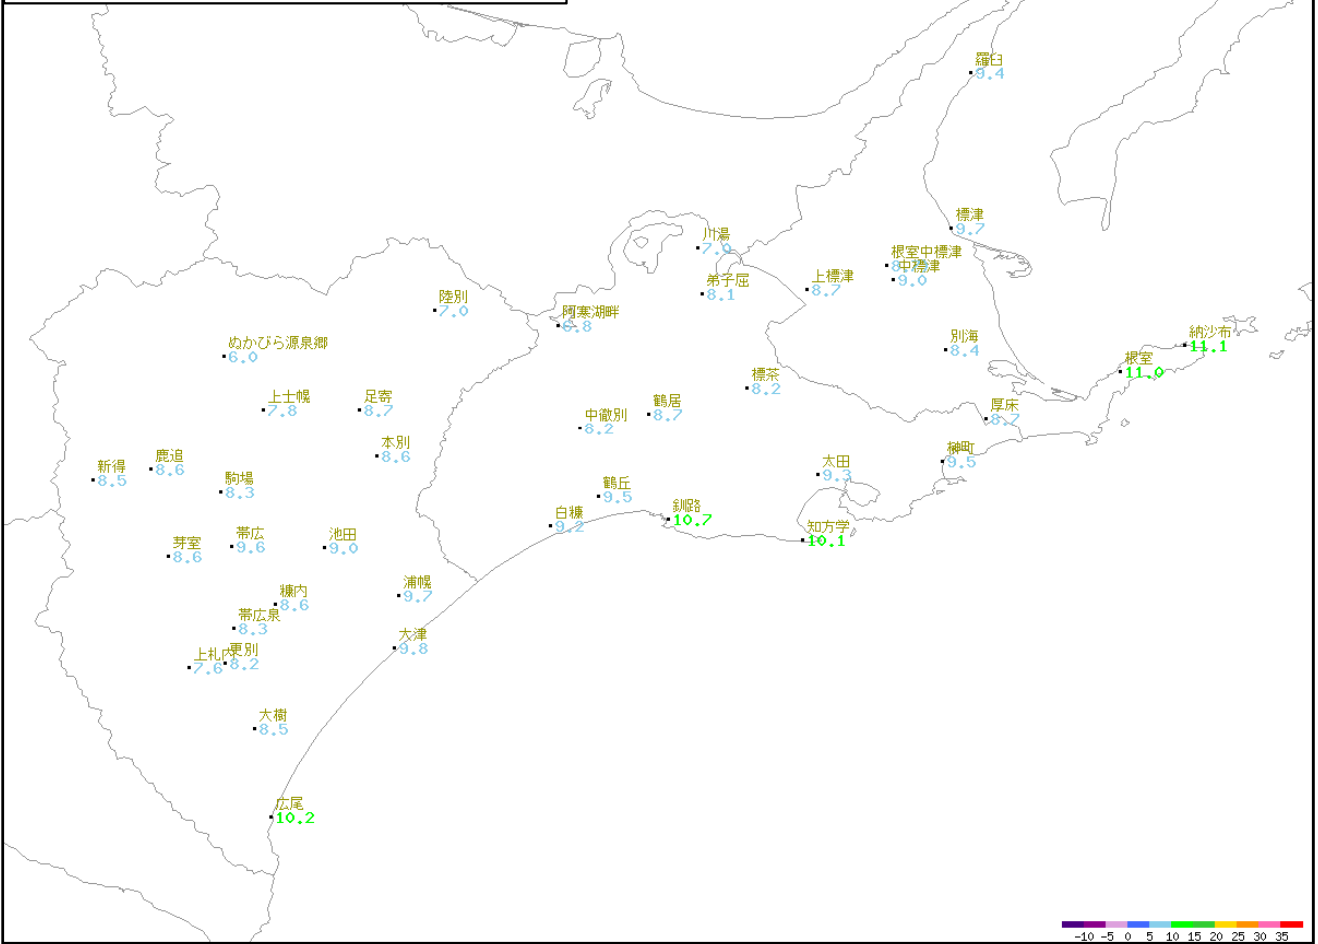 羅臼
9.4
標津
9.7
川湯
7.0
根室中標津
中標津
9.0
弟子屈
8.1
上標津
8.7
陸別
7.0
阿寒湖畔
6.8
納沙布
11.1
ぬかびら源泉郷
6.0
別海
8.4
根室
11.0
標茶
8.2
上士幌
7.8
足寄
8.7
鶴居
8.7
厚床
8.7
中徹別
8.2
本別
8.6
榊町
9.5
鹿追
8.6
新得
8.5
太田
9.3
駒場
8.3
鶴丘
9.5
釧路
10.7
白糠
9.2
知方学
10.1
帯広
9.6
池田
9.0
芽室
8.6
浦幌
9.7
糠内
8.6
帯広泉
8.3
大津
9.8
更別
8.2
上札内
7.6
大樹
8.5
広尾
10.2
-10 -5 0 5 10 15 20 25 30 35